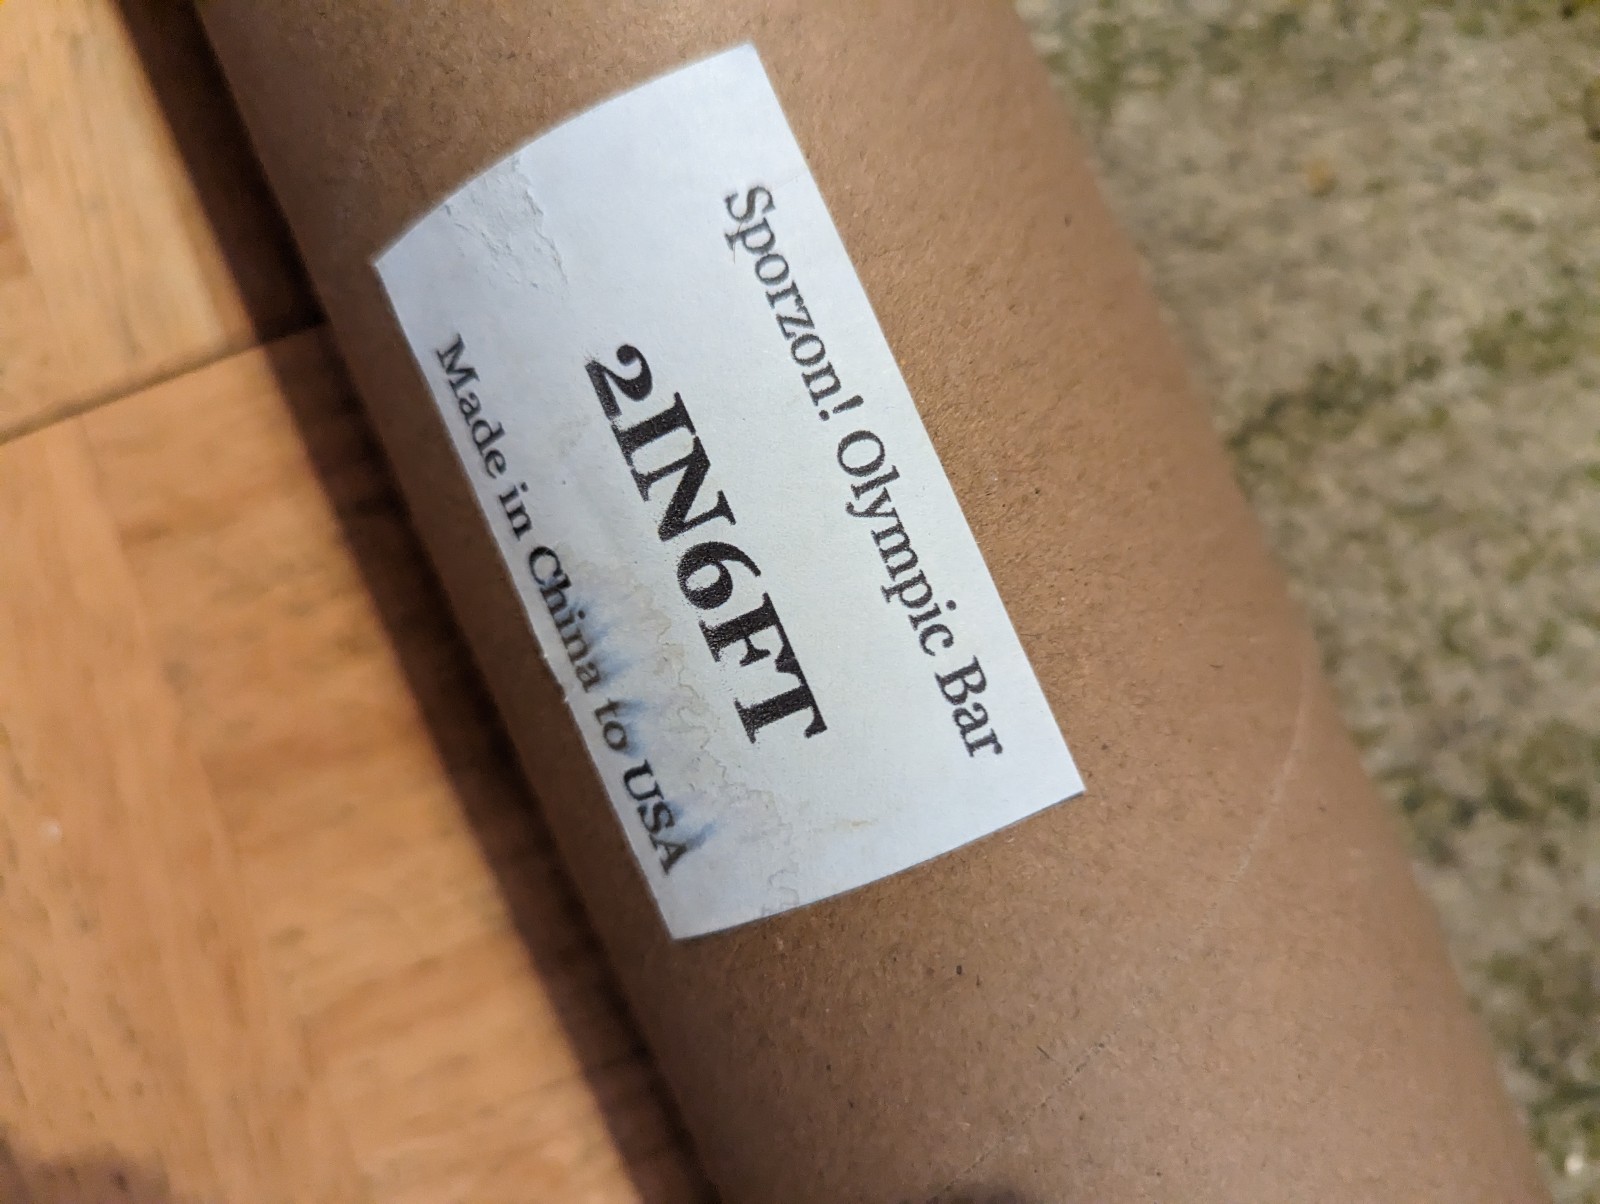 Sporzon! Olympic Bar
2IN6FT
Made in China to USA